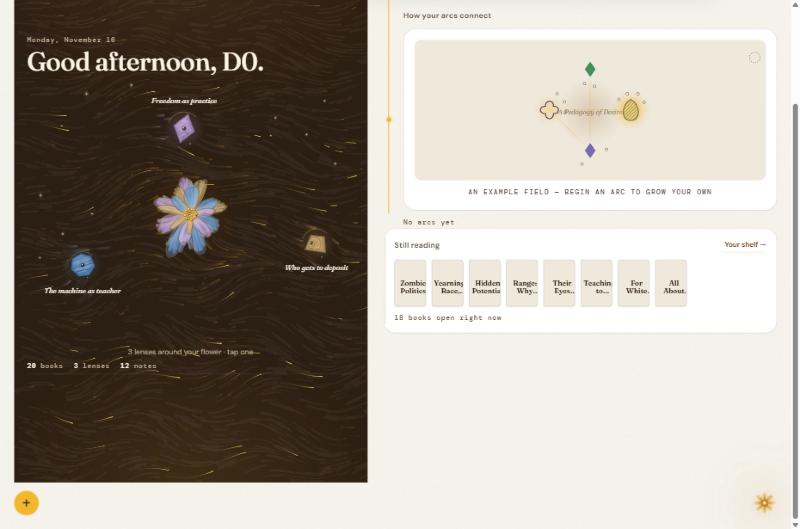 Monday, November 16
Good afternoon, DO.
Freedom as practice
Who gets to deposit
The machine as teacher
3 lenses around your flower · tap one
20 books 3 lenses 12 notes
+
How your arcs connect
Pedagogy of Desire
AN EXAMPLE FIELD — BEGIN AN ARC TO GROW YOUR OWN
No arcs yet
Still reading
Your shelf →
Zombie Politics
Yearning Race,..
Hidden Potentia
Range: Why..
Their Eyes..
Teaching to...
For White.
All About.
18 books open right now